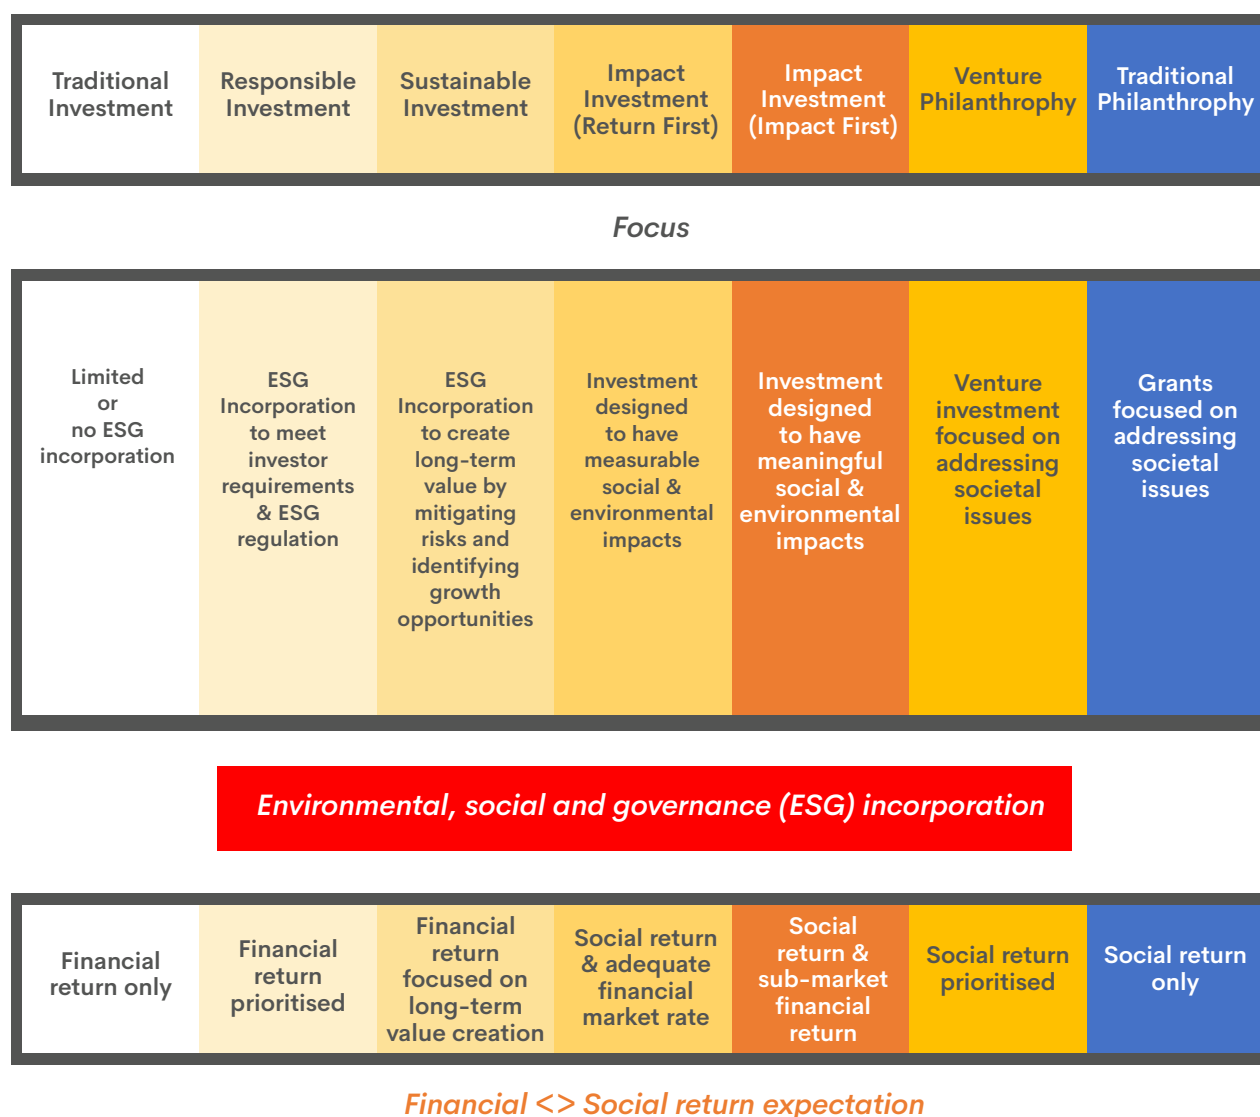 Traditional
Investment
Responsible
Investment
Sustainable
Investment
Impact
Investment
(Return First)
Impact
Investment
(Impact First)
Venture
Philanthrophy
Traditional
Philanthrophy
Focus
Limited
or
no ESG
incorporation
ESG
Incorporation
to meet
investor
requirements
& ESG
regulation
ESG
Incorporation
to create
long-term
value by
mitigating
risks and
identifying
growth
opportunities
Investment
designed
to have
measurable
social &
environmental
impacts
Investment
designed
to have
meaningful
social &
environmental
impacts
Venture
investment
focused on
addressing
societal
issues
Grants
focused on
addressing
societal
issues
Environmental, social and governance (ESG) incorporation
Financial
return only
Financial
return
prioritised
Financial
return
focused on
long-term
value creation
Social return
& adequate
financial
market rate
Social
return &
sub-market
financial
return
Social return
prioritised
Social return
only
Financial <> Social return expectation